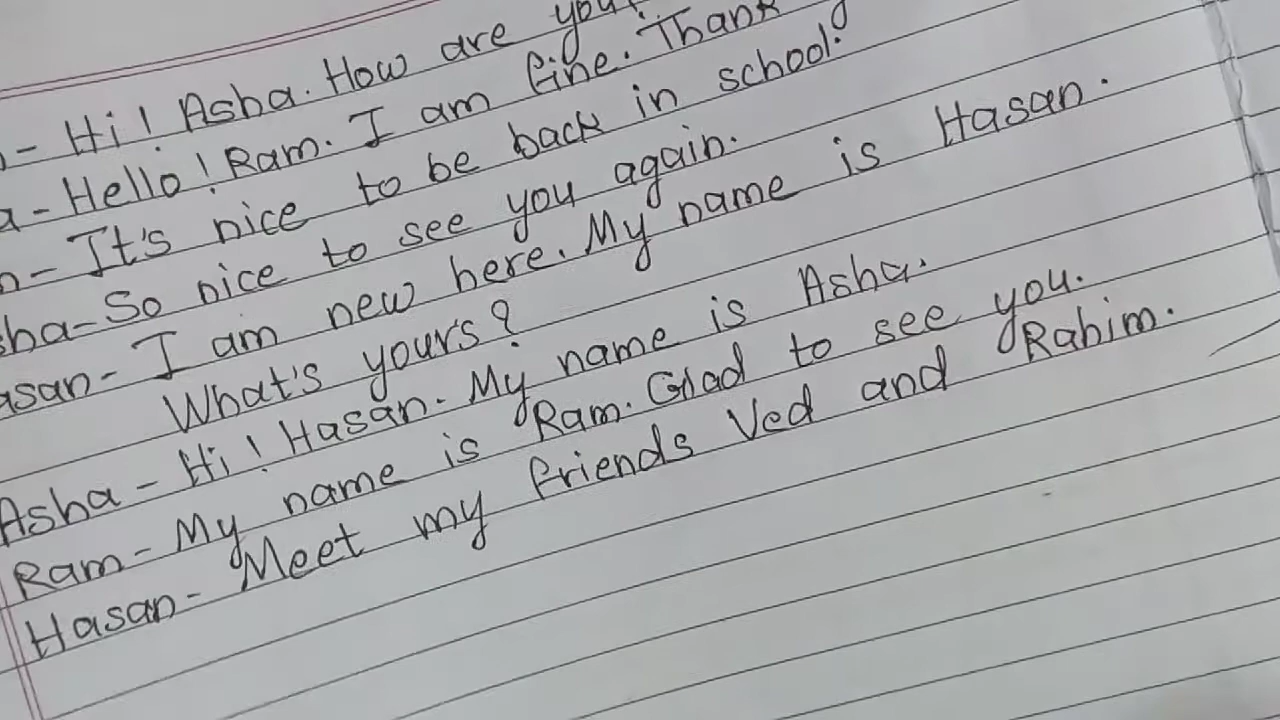 - Hi! Asha. How are you?
a - Hello! Ram. I am fine. Thank
- It's nice to be back in school.
sha - So nice to see you again.
asan - I am new here. My name is Hasan.
What's yours?
Asha - Hi! Hasan. My name is Asha.
Ram - My name is Ram. Glad to see you.
Hasan - Meet my friends Ved and Rahim.